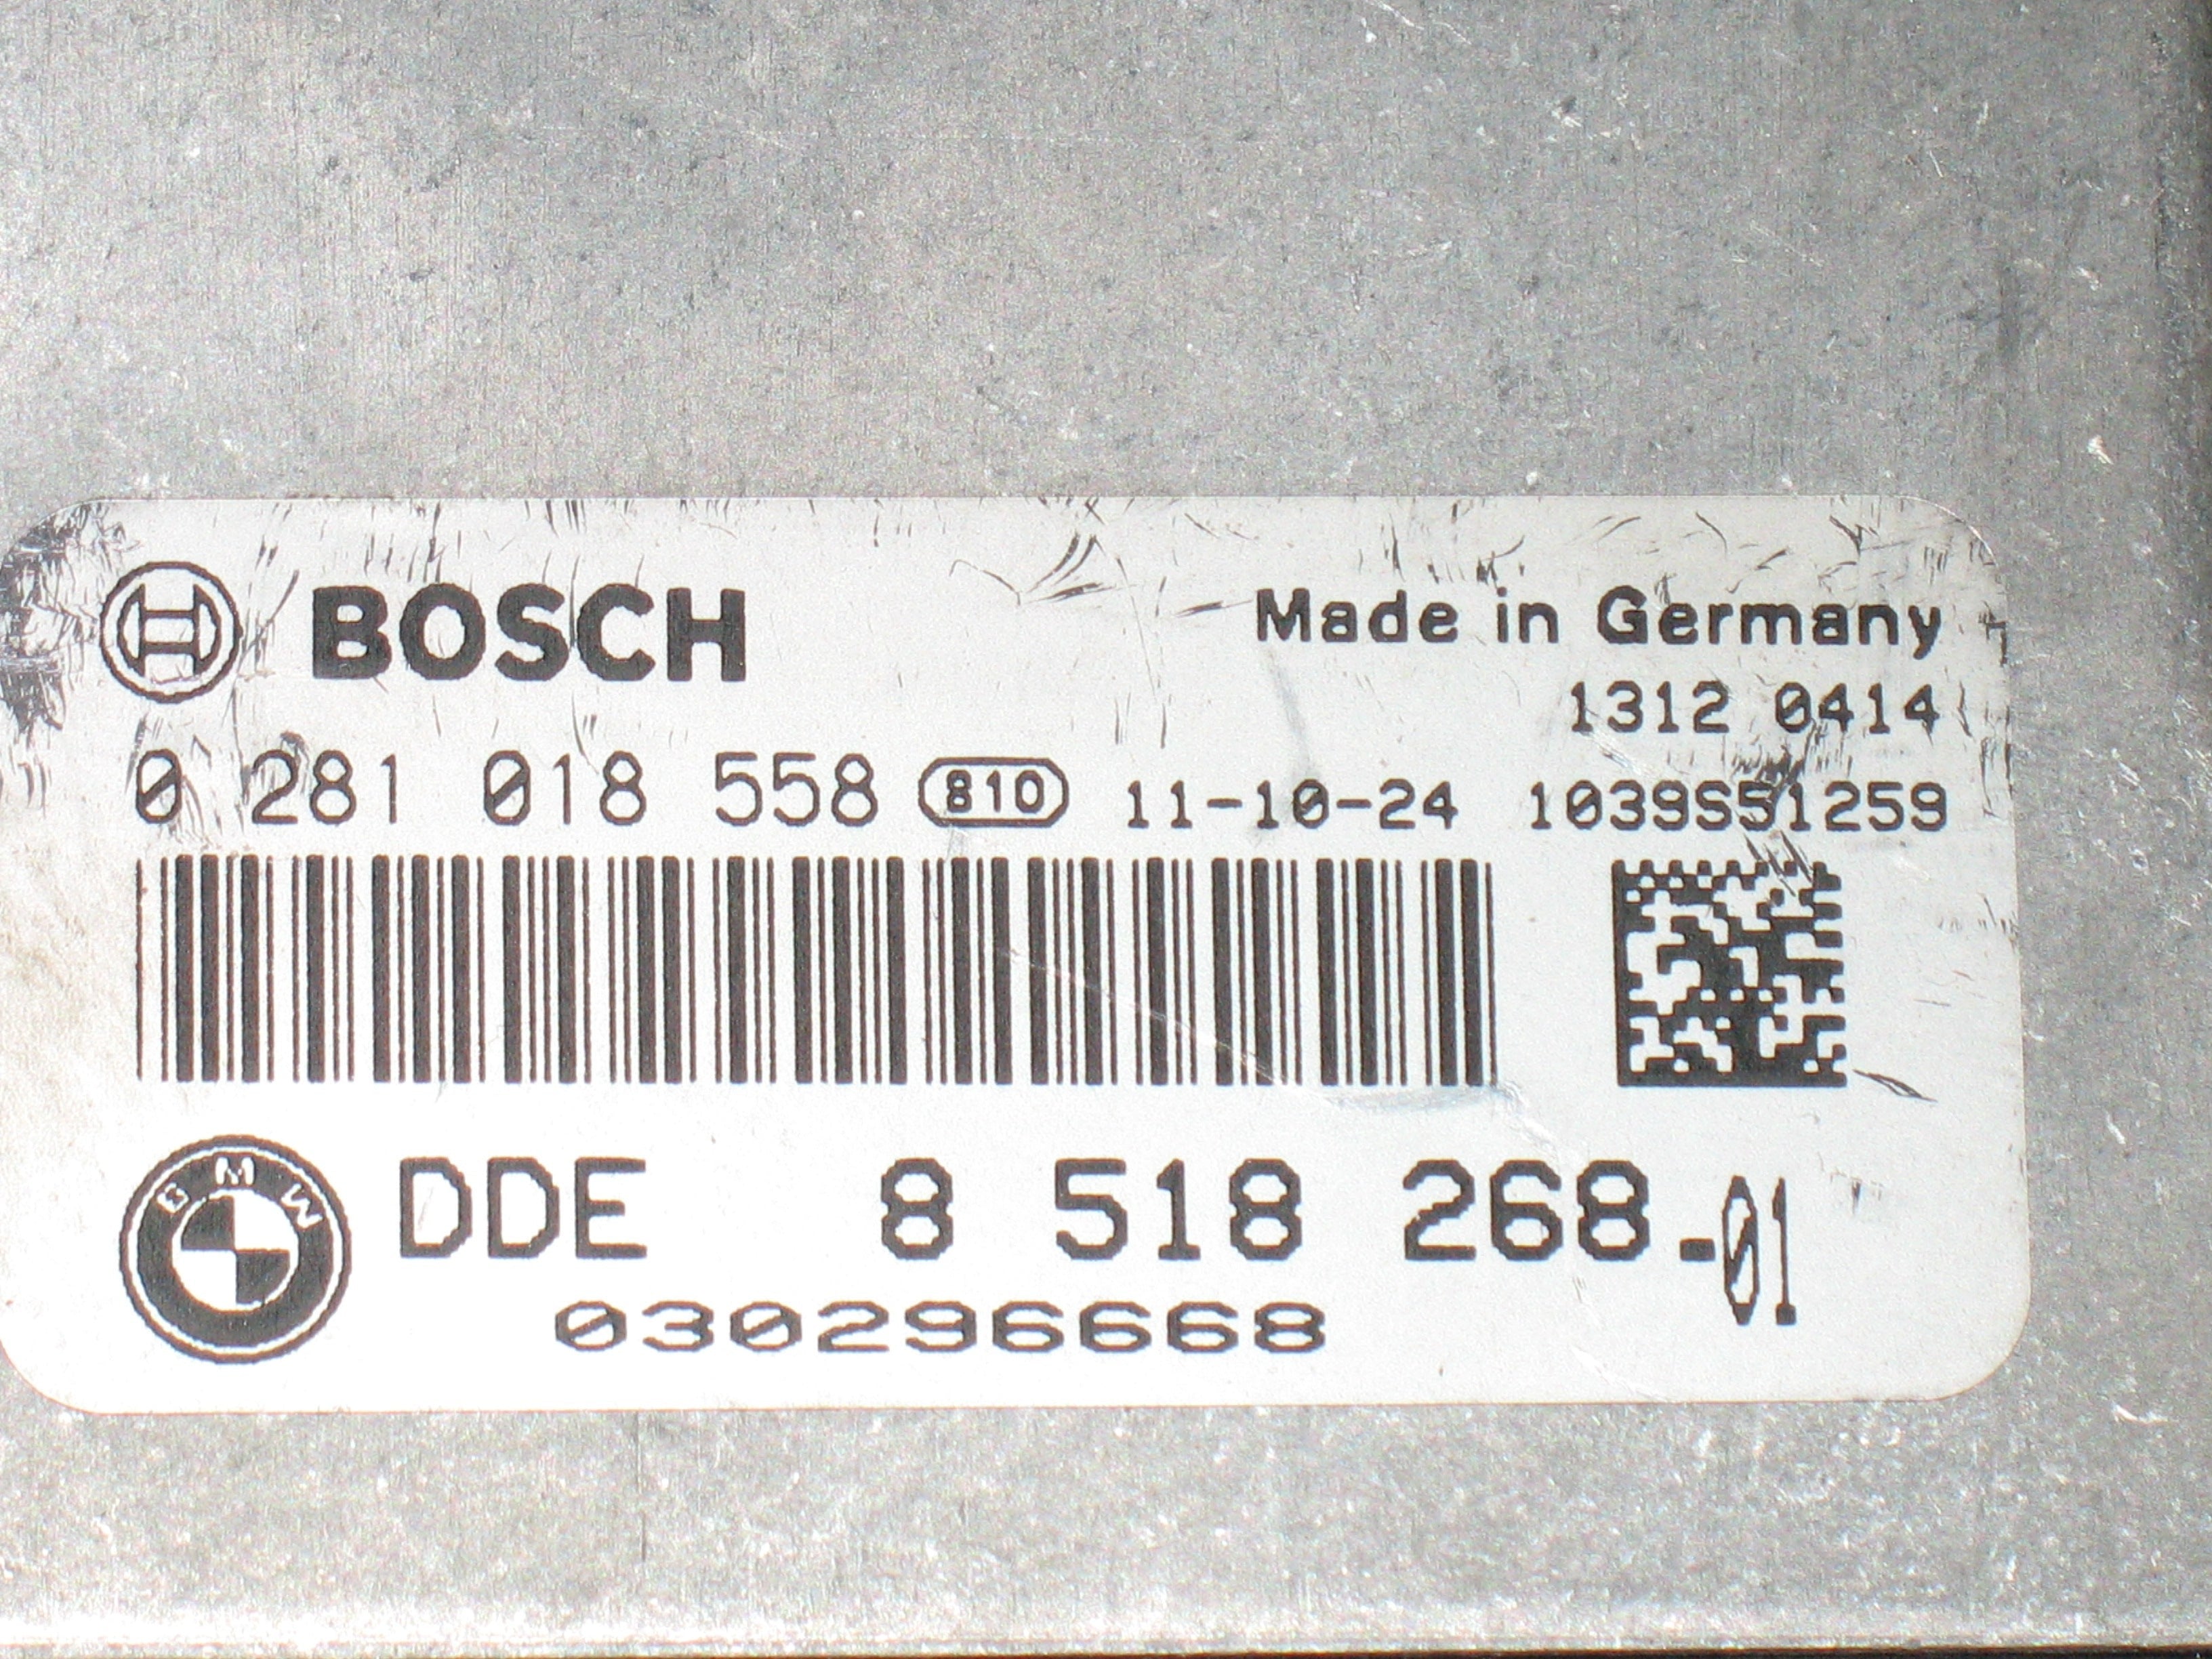 BOSCH
Made in Germany
1312 0414
0 281 018 558 810 11-10-24 1039S51259
BMW
DDE 8 518 268-01
030296668